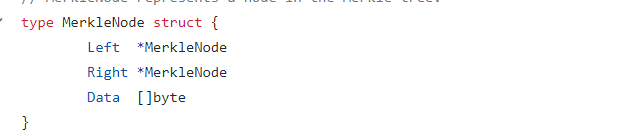 // MerkleNode represents a node in the Merkle tree.
type MerkleNode struct {
        Left  *MerkleNode
        Right *MerkleNode
        Data  []byte
}